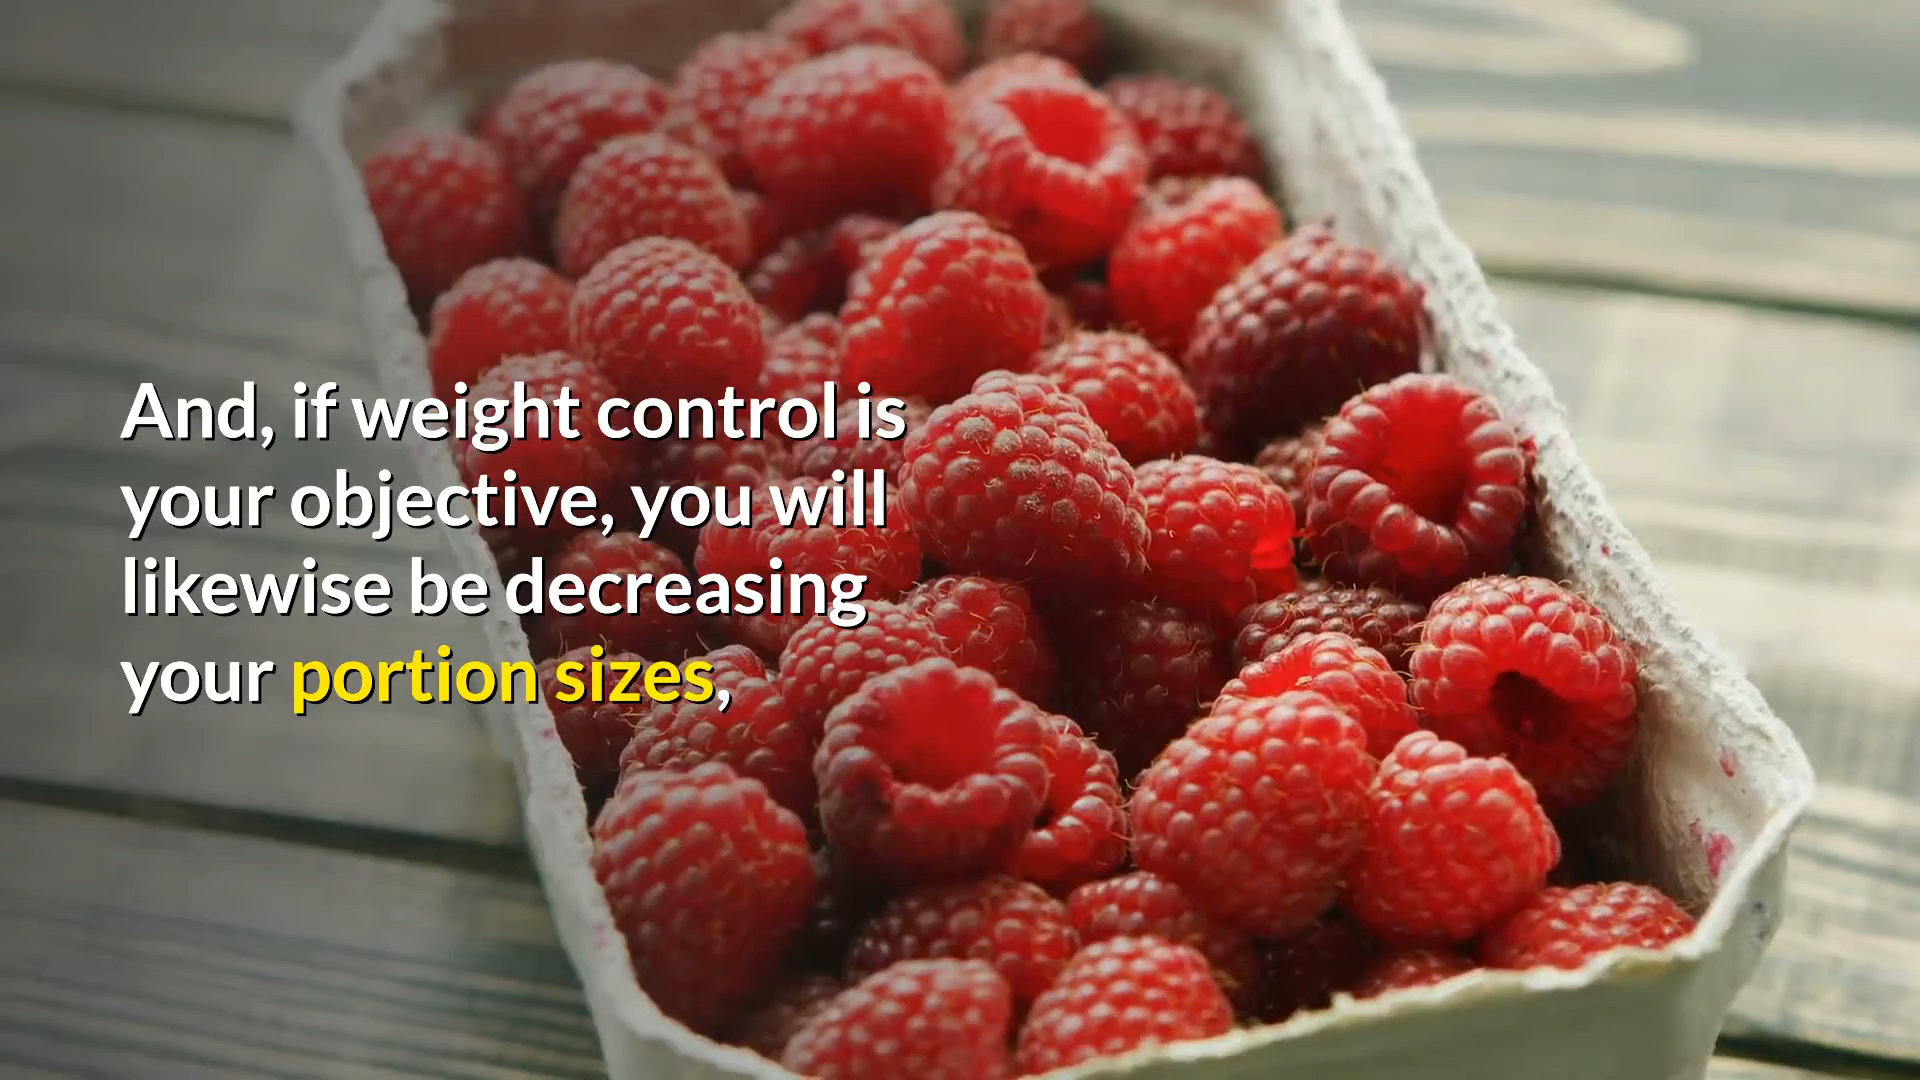 And, if weight control is
your objective, you will
likewise be decreasing
your portion sizes,